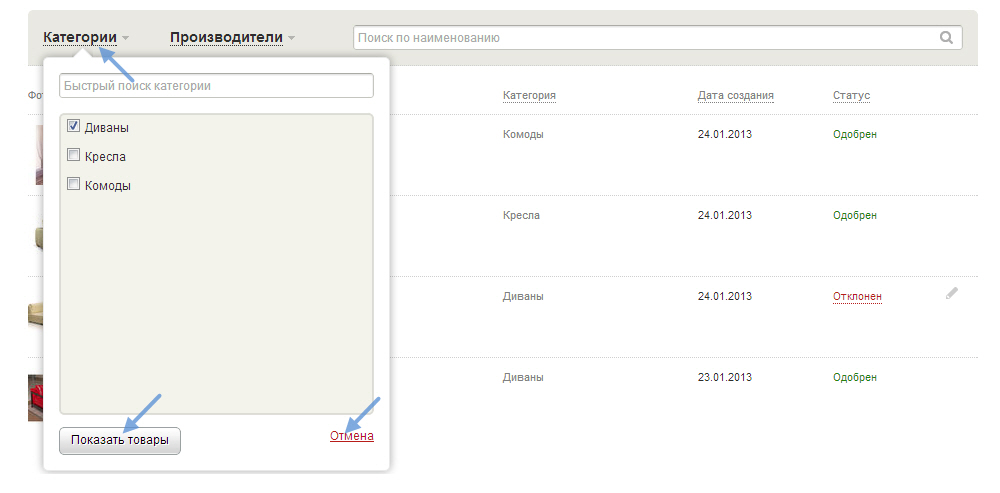 Категории Производители Поиск по наименованию
Быстрый поиск категории
Категория Дата создания Статус
Диваны
Кресла
Комоды
Комоды 24.01.2013 Одобрен
Кресла 24.01.2013 Одобрен
Диваны 24.01.2013 Отклонен
Диваны 23.01.2013 Одобрен
Показать товары Отмена